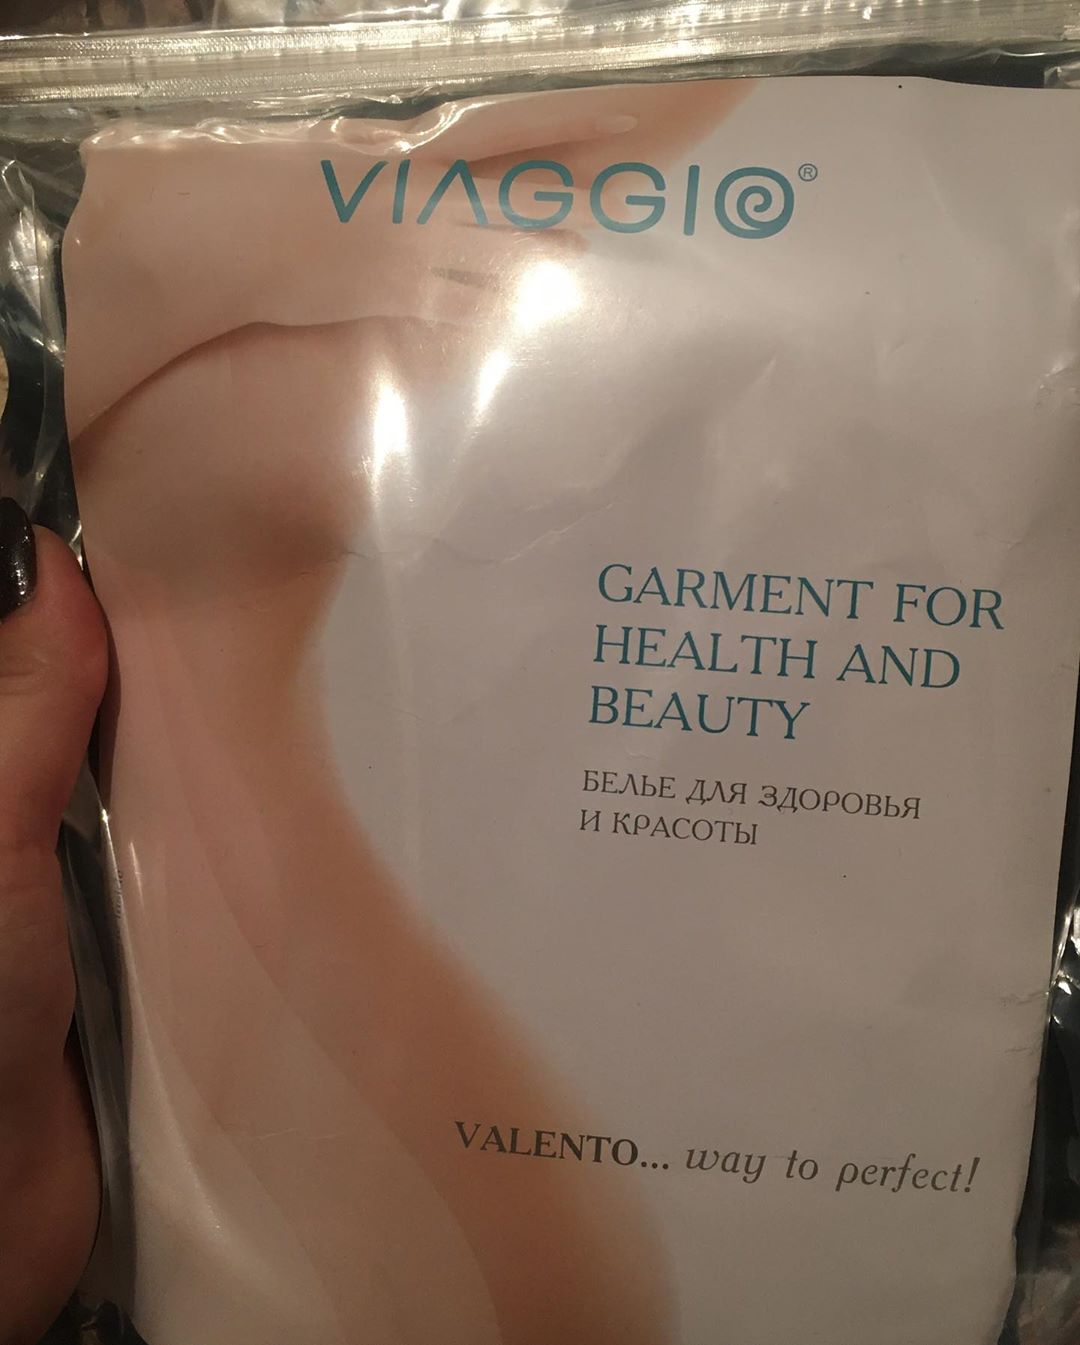 VIAGGIO®
GARMENT FOR
HEALTH AND
BEAUTY
БЕЛЬЕ ДЛЯ ЗДОРОВЬЯ
И КРАСОТЫ
VALENTO... way to perfect!